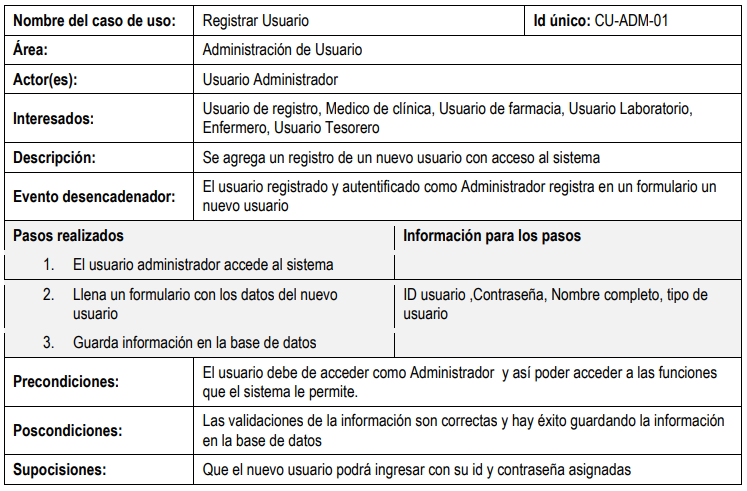 Nombre del caso de uso: Registrar Usuario Id único: CU-ADM-01
Área: Administración de Usuario
Actor(es): Usuario Administrador
Interesados: Usuario de registro, Medico de clínica, Usuario de farmacia, Usuario Laboratorio,
Enfermero, Usuario Tesorero
Descripción: Se agrega un registro de un nuevo usuario con acceso al sistema
Evento desencadenador: El usuario registrado y autentificado como Administrador registra en un formulario un
nuevo usuario
Pasos realizados Información para los pasos
1. El usuario administrador accede al sistema
2. Llena un formulario con los datos del nuevo
usuario
ID usuario ,Contraseña, Nombre completo, tipo de
usuario
3. Guarda información en la base de datos
Precondiciones: El usuario debe de acceder como Administrador y así poder acceder a las funciones
que el sistema le permite.
Poscondiciones: Las validaciones de la información son correctas y hay éxito guardando la información
en la base de datos
Supocisiones: Que el nuevo usuario podrá ingresar con su id y contraseña asignadas